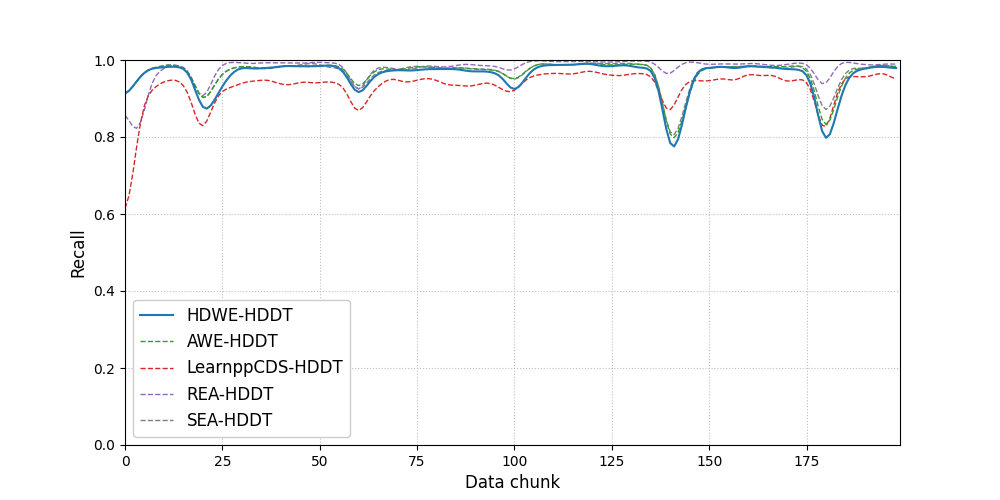 1.0
0.8
0.6
0.4
0.2
0.0
Recall
HDWE-HDDT
AWE-HDDT
LearnppCDS-HDDT
REA-HDDT
SEA-HDDT
0 25 50 75 100 125 150 175
Data chunk